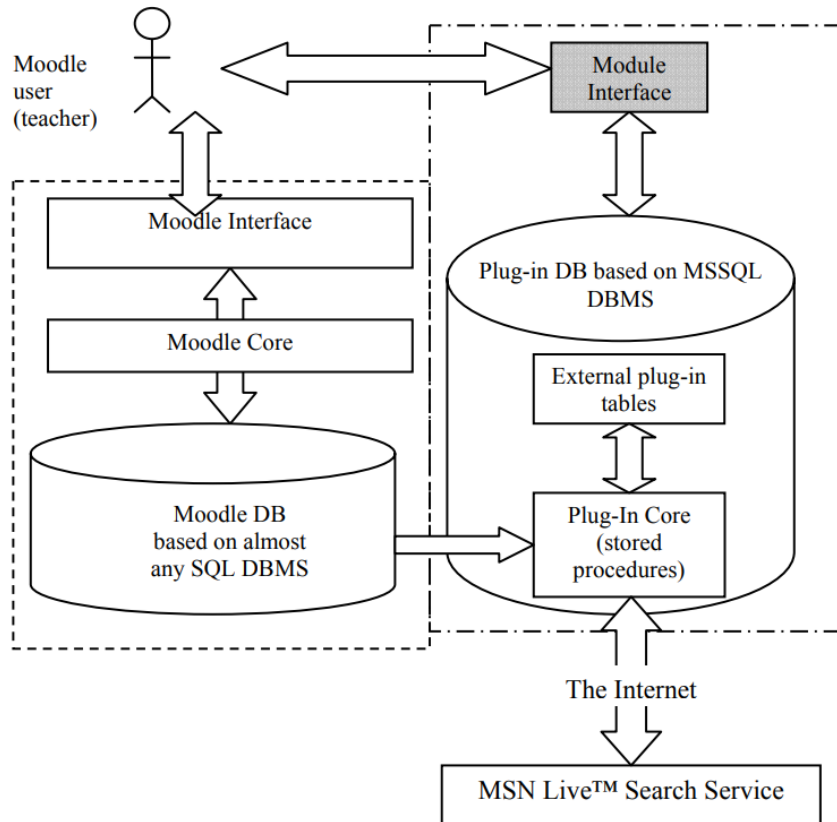 Moodle
user
(teacher)
Module
Interface
Moodle Interface
Moodle Core
Moodle DB
based on almost
any SQL DBMS
Plug-in DB based on MSSQL
DBMS
External plug-in
tables
Plug-In Core
(stored
procedures)
The Internet
MSN Live™ Search Service